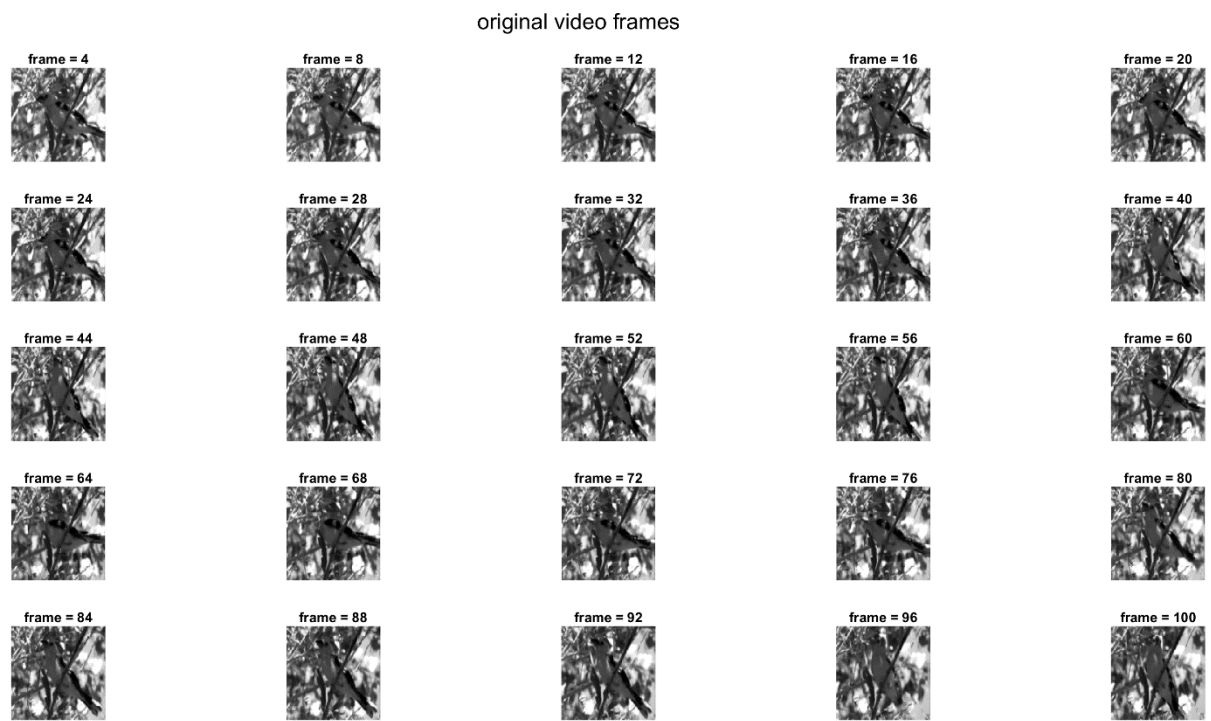 original video frames
frame = 4
frame = 8
frame = 12
frame = 16
frame = 20
frame = 24
frame = 28
frame = 32
frame = 36
frame = 40
frame = 44
frame = 48
frame = 52
frame = 56
frame = 60
frame = 64
frame = 68
frame = 72
frame = 76
frame = 80
frame = 84
frame = 88
frame = 92
frame = 96
frame = 100